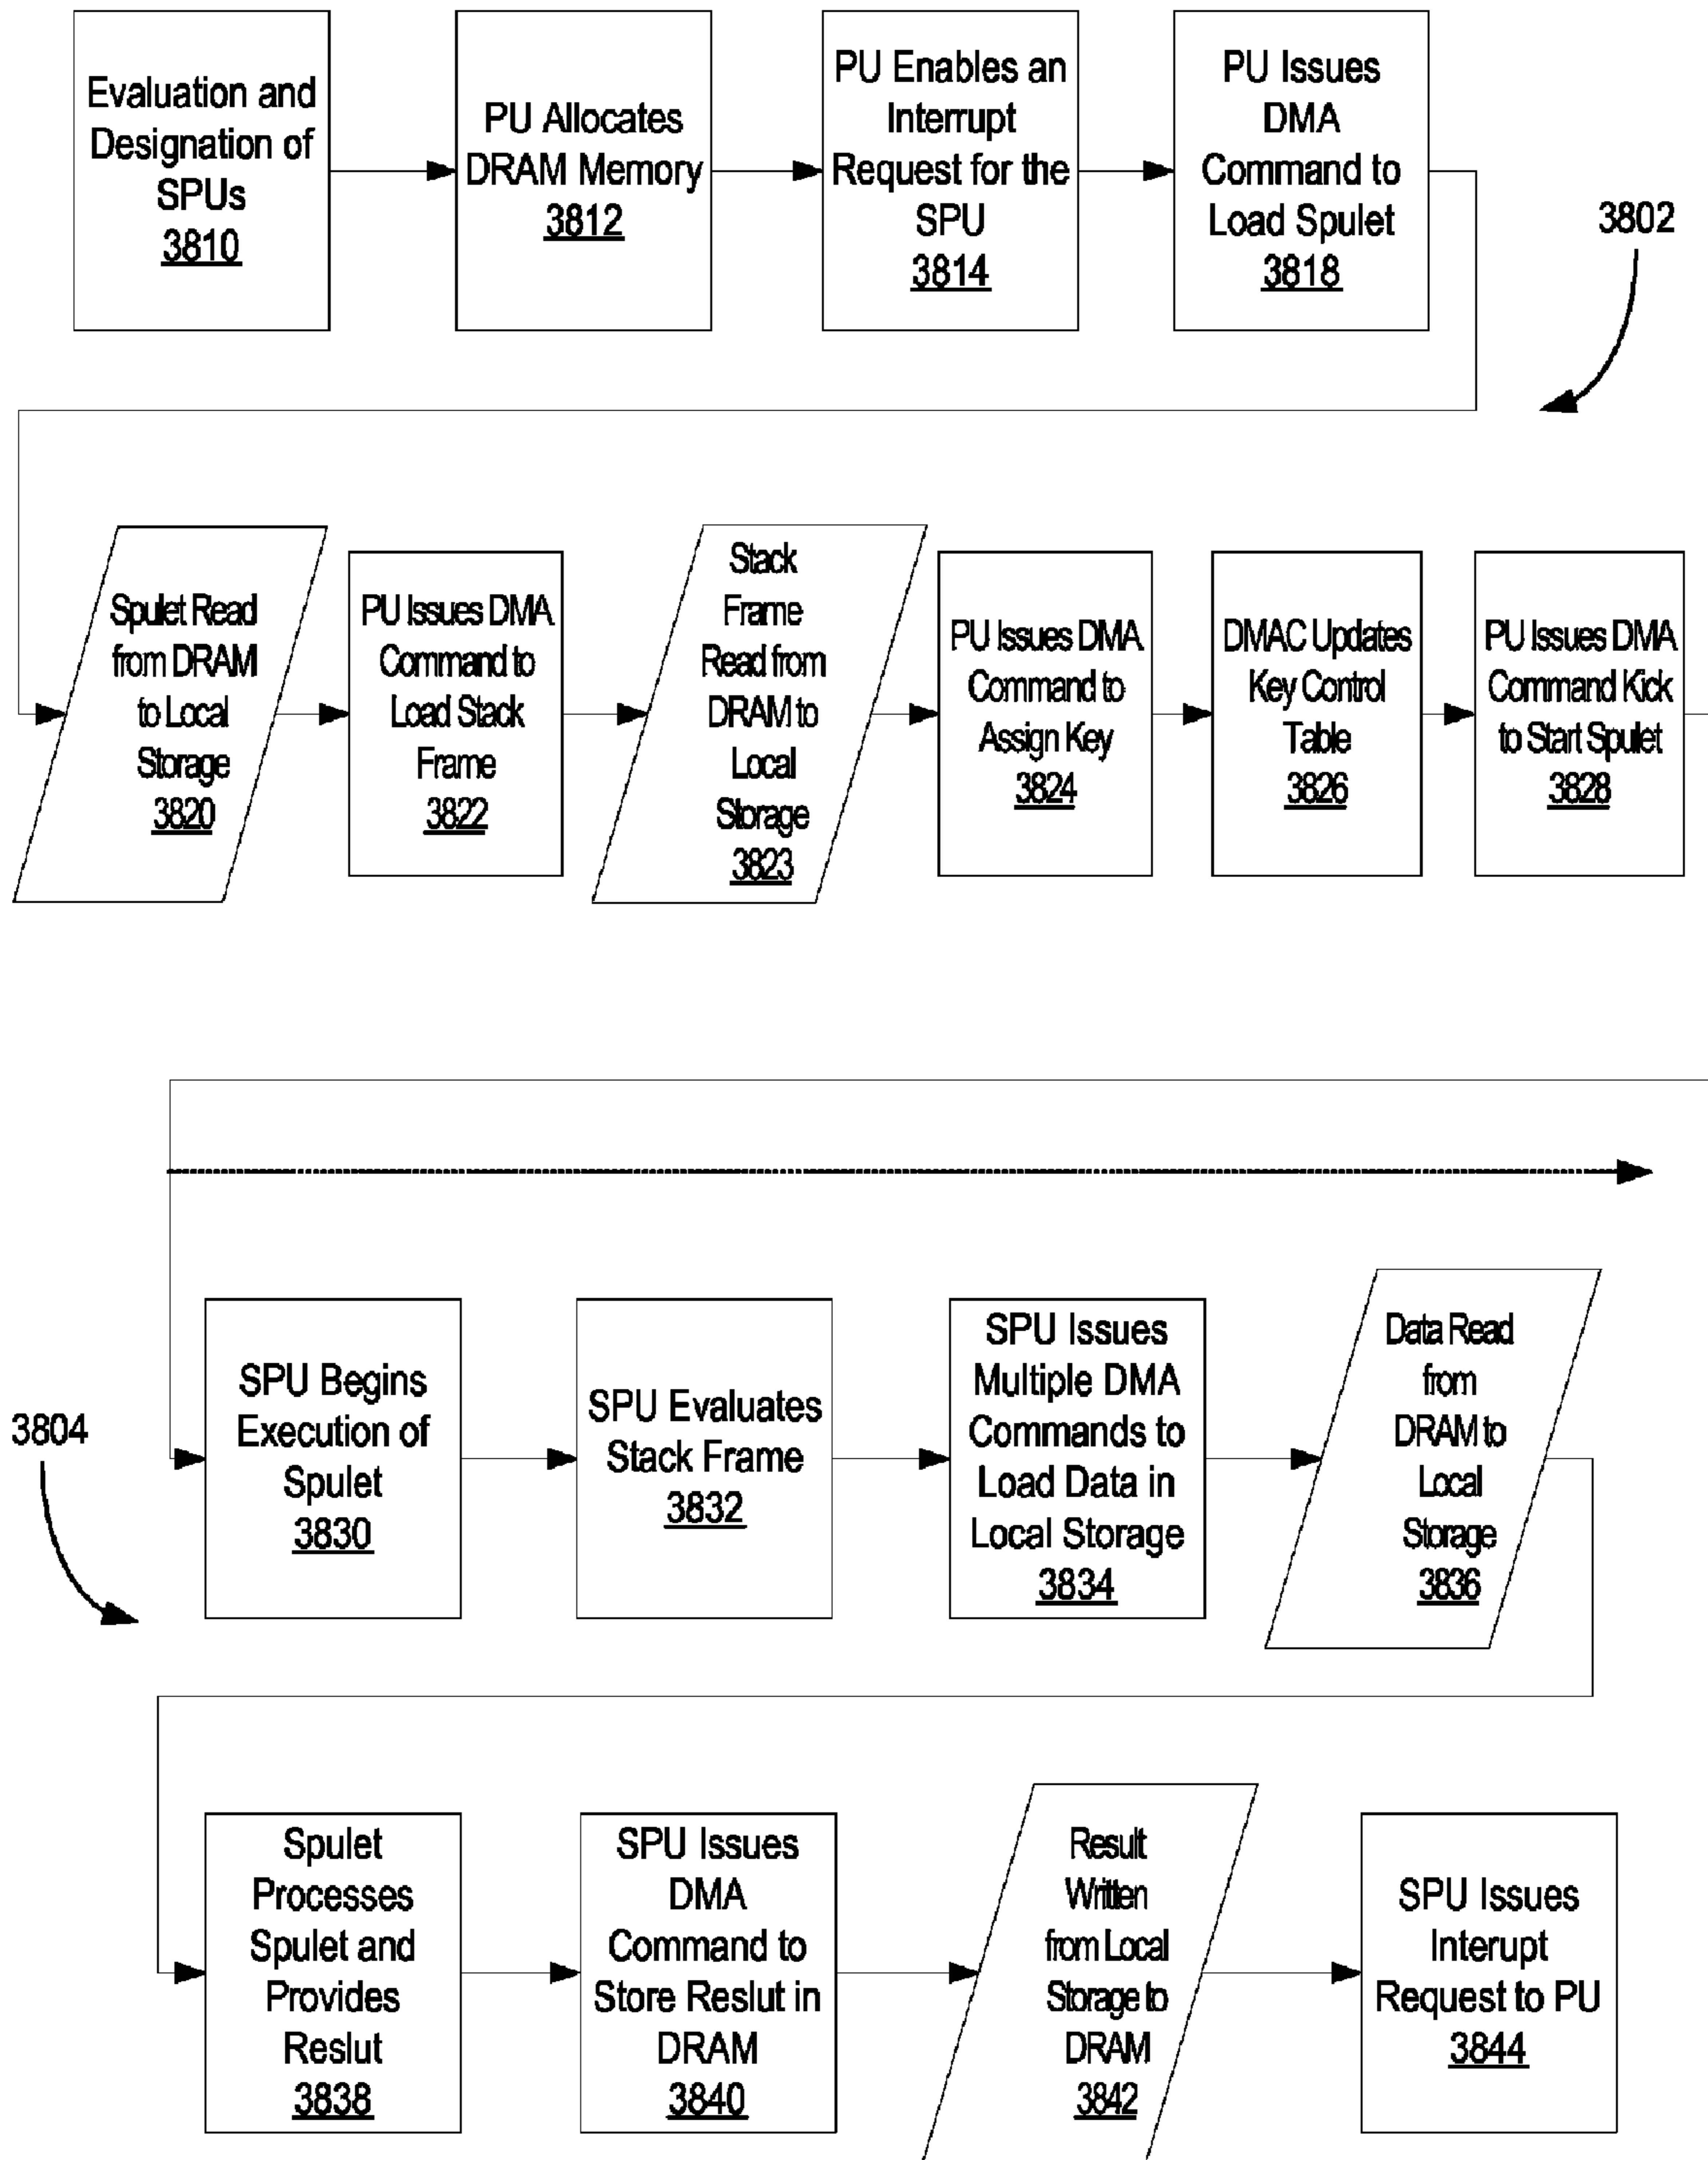 Evaluation and
Designation of
SPUs
3810
PU Allocates
DRAM Memory
3812
PU Enables an
Interrupt
Request for the
SPU
3814
PU Issues
DMA
Command to
Load Spulet
3818
3802
Spulet Read
from DRAM
to Local
Storage
3820
PU Issues DMA
Command to
Load Stack
Frame
3822
Stack
Frame
Read from
DRAM to
Local
Storage
3823
PU Issues DMA
Command to
Assign Key
3824
DMAC Updates
Key Control
Table
3826
PU Issues DMA
Command Kick
to Start Spulet
3828
3804
SPU Begins
Execution of
Spulet
3830
SPU Evaluates
Stack Frame
3832
SPU Issues
Multiple DMA
Commands to
Load Data in
Local Storage
3834
Data Read
from
DRAM to
Local
Storage
3836
Spulet
Processes
Spulet and
Provides
Reslut
3838
SPU Issues
DMA
Command to
Store Reslut in
DRAM
3840
Result
Written
from Local
Storage to
DRAM
3842
SPU Issues
Interupt
Request to PU
3844